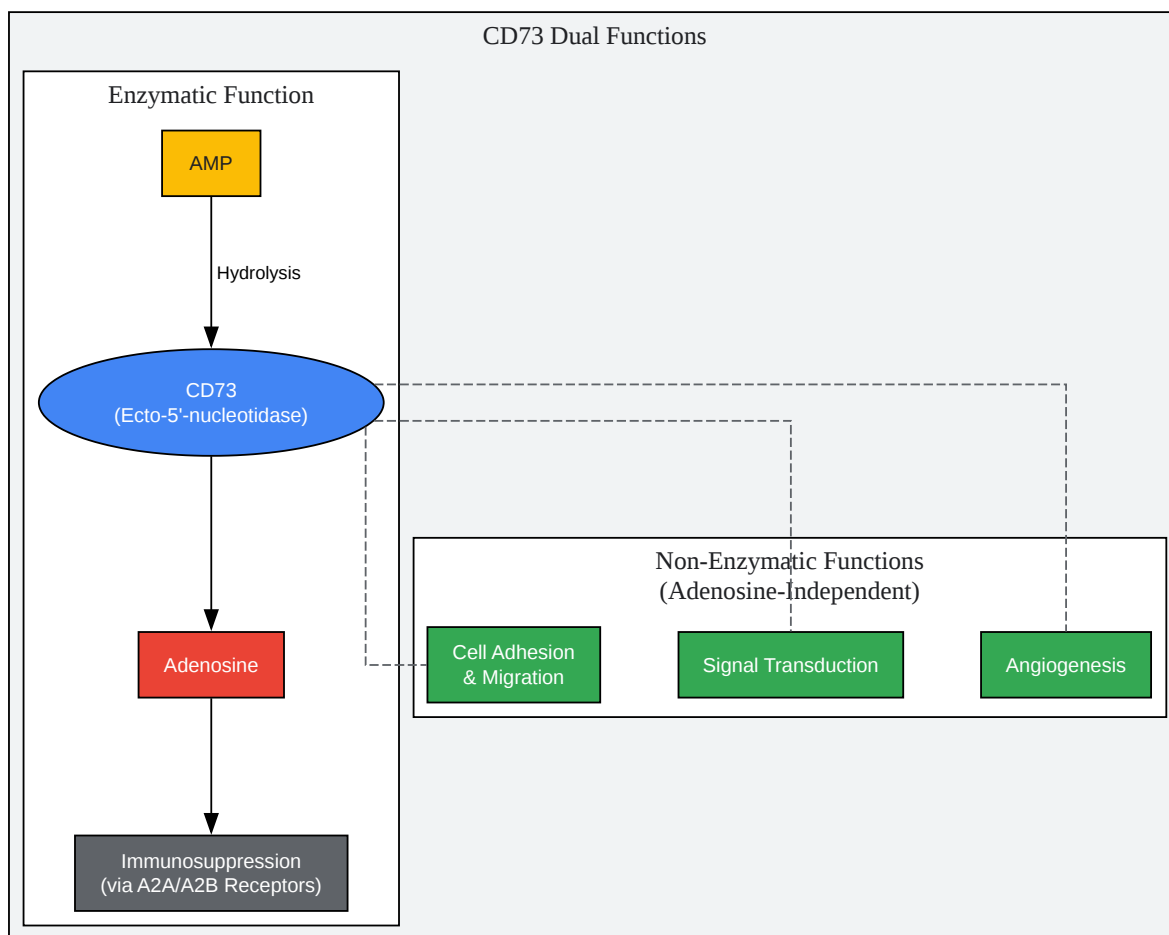 CD73 Dual Functions
Enzymatic Function
AMP
Hydrolysis
CD73
(Ecto-5'-nucleotidase)
Adenosine
Immunosuppression
(via A2A/A2B Receptors)
Non-Enzymatic Functions
(Adenosine-Independent)
Cell Adhesion
& Migration
Signal Transduction
Angiogenesis